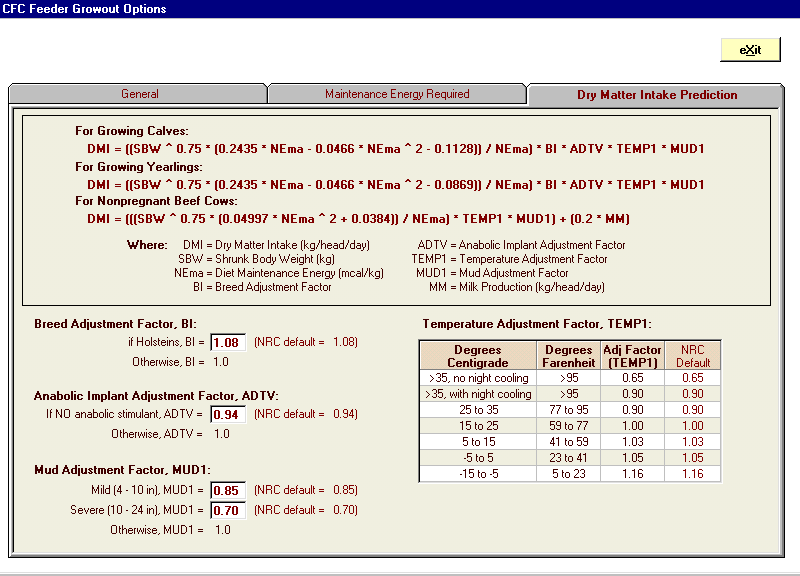 CFC Feeder Growout Options
eXit
General
Maintenance Energy Required
Dry Matter Intake Prediction
For Growing Calves:
DMI = ((SBW ^ 0.75 * (0.2435 * NEma - 0.0466 * NEma ^ 2 - 0.1128)) / NEma) * BI * ADTV * TEMP1 * MUD1
For Growing Yearlings:
DMI = ((SBW ^ 0.75 * (0.2435 * NEma - 0.0466 * NEma ^ 2 - 0.0869)) / NEma) * BI * ADTV * TEMP1 * MUD1
For Nonpregnant Beef Cows:
DMI = (((SBW ^ 0.75 * (0.04997 * NEma ^ 2 + 0.0384)) / NEma) * TEMP1 * MUD1) + (0.2 * MM)
Where: DMI = Dry Matter Intake (kg/head/day) ADTV = Anabolic Implant Adjustment Factor
SBW = Shrunk Body Weight (kg) TEMP1 = Temperature Adjustment Factor
NEma = Diet Maintenance Energy (mcal/kg) MUD1 = Mud Adjustment Factor
BI = Breed Adjustment Factor MM = Milk Production (kg/head/day)
Breed Adjustment Factor, BI:
if Holsteins, BI = 1.08 (NRC default = 1.08)
Otherwise, BI = 1.0
Anabolic Implant Adjustment Factor, ADTV:
If NO anabolic stimulant, ADTV = 0.94 (NRC default = 0.94)
Otherwise, ADTV = 1.0
Mud Adjustment Factor, MUD1:
Mild (4 - 10 in), MUD1 = 0.85 (NRC default = 0.85)
Severe (10 - 24 in), MUD1 = 0.70 (NRC default = 0.70)
Otherwise, MUD1 = 1.0
Temperature Adjustment Factor, TEMP1:
Degrees Degrees Adj Factor NRC
Centigrade Farenheit (TEMP1) Default
>35, no night cooling >95 0.65 0.65
>35, with night cooling >95 0.90 0.90
25 to 35 77 to 95 0.90 0.90
15 to 25 59 to 77 1.00 1.00
5 to 15 41 to 59 1.03 1.03
-5 to 5 23 to 41 1.05 1.05
-15 to -5 5 to 23 1.16 1.16